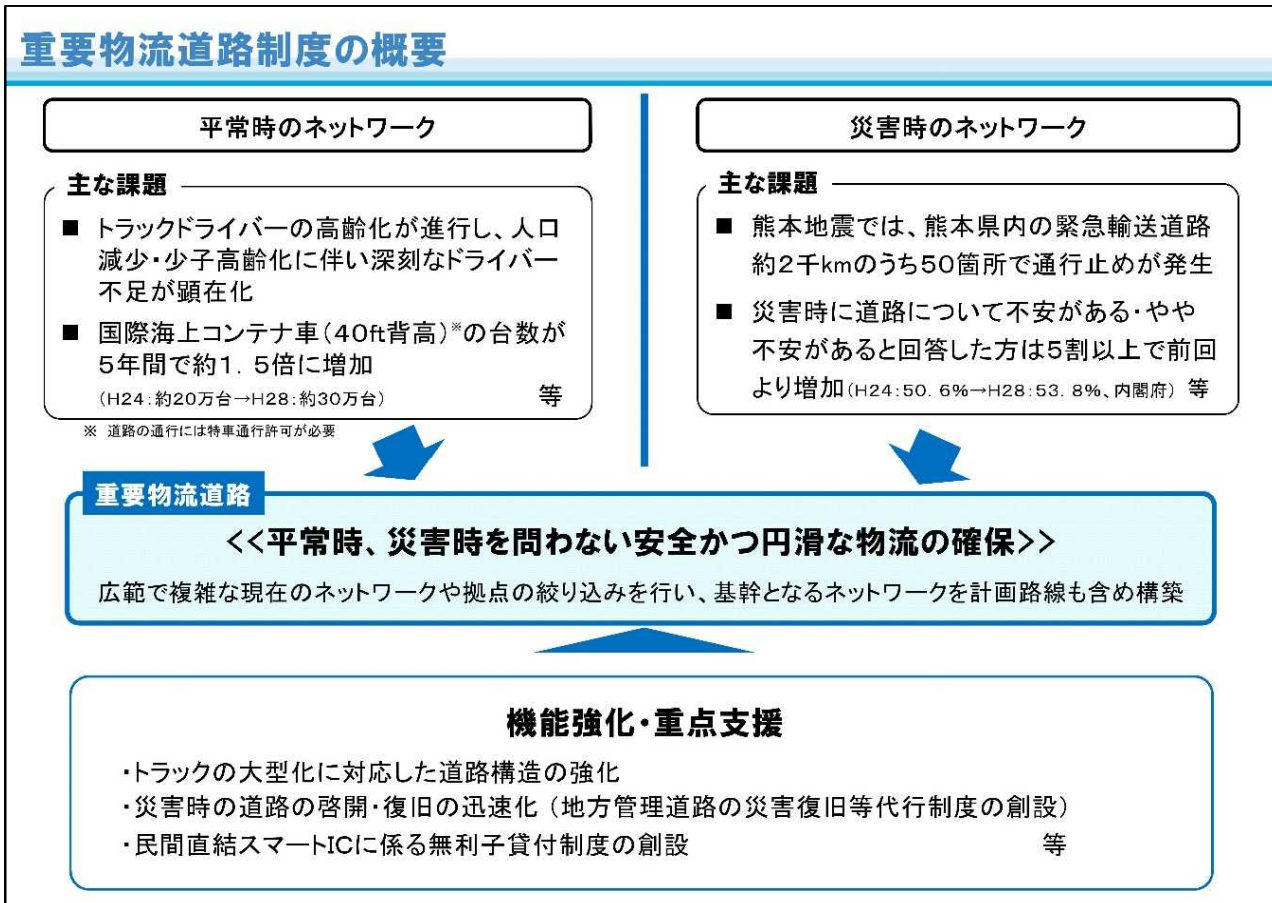 重要物流道路制度の概要
平常時のネットワーク
主な課題
■ トラックドライバーの高齢化が進行し、人口
減少・少子高齢化に伴い深刻なドライバー
不足が顕在化
■ 国際海上コンテナ車(40ft背高)※の台数が
5年間で約1.5倍に増加
(H24:約20万台→H28:約30万台) 等
※ 道路の通行には特車通行許可が必要
災害時のネットワーク
主な課題
■ 熊本地震では、熊本県内の緊急輸送道路
約2千kmのうち50箇所で通行止めが発生
■ 災害時に道路について不安がある・やや
不安があると回答した方は5割以上で前回
より増加(H24:50.6%→H28:53.8%、内閣府) 等
重要物流道路
<<平常時、災害時を問わない安全かつ円滑な物流の確保>>
広範で複雑な現在のネットワークや拠点の絞り込みを行い、基幹となるネットワークを計画路線も含め構築
機能強化・重点支援
・トラックの大型化に対応した道路構造の強化
・災害時の道路の啓開・復旧の迅速化(地方管理道路の災害復旧等代行制度の創設)
・民間直結スマートICに係る無利子貸付制度の創設 等